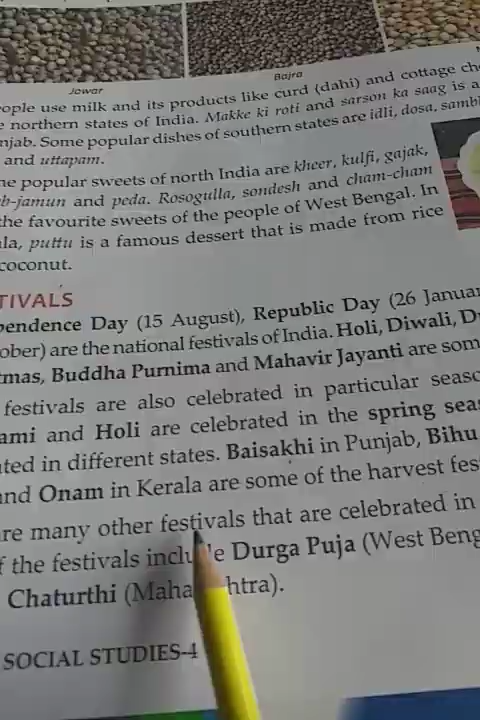 Jowar
Bajra
ople use milk and its products like curd (dahi) and cottage ch
e northern states of India. Makke ki roti and sarson ka saag is a
njab. Some popular dishes of southern states are idli, dosa, samb
and uttapam.
he popular sweets of north India are kheer, kulfi, gajak,
b-jamun and peda. Rosogulla, sondesh and cham-cham
the favourite sweets of the people of West Bengal. In
la, puttu is a famous dessert that is made from rice
coconut.
TIVALS
pendence Day (15 August), Republic Day (26 Januar
ober) are the national festivals of India. Holi, Diwali, D
mas, Buddha Purnima and Mahavir Jayanti are som
festivals are also celebrated in particular seaso
ami and Holi are celebrated in the spring sea
ted in different states. Baisakhi in Punjab, Bihu
and Onam in Kerala are some of the harvest fes
re many other festivals that are celebrated in
f the festivals inclu e Durga Puja (West Beng
Chaturthi (Maha htra).
SOCIAL STUDIES-4